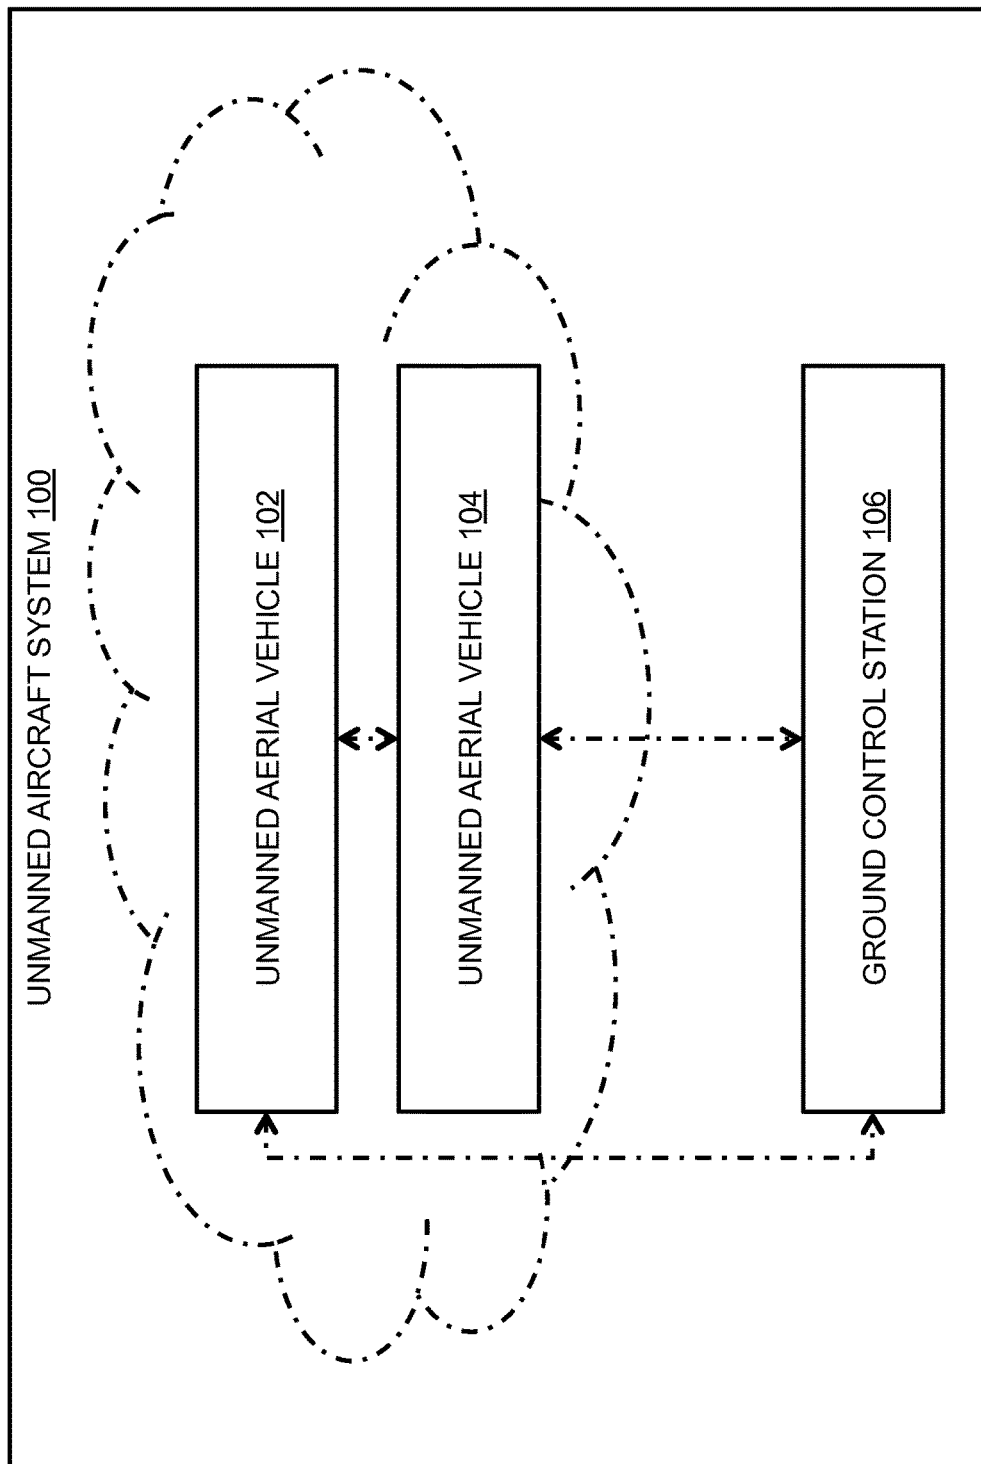 UNMANNED AIRCRAFT SYSTEM 100
UNMANNED AERIAL VEHICLE 102
UNMANNED AERIAL VEHICLE 104
GROUND CONTROL STATION 106